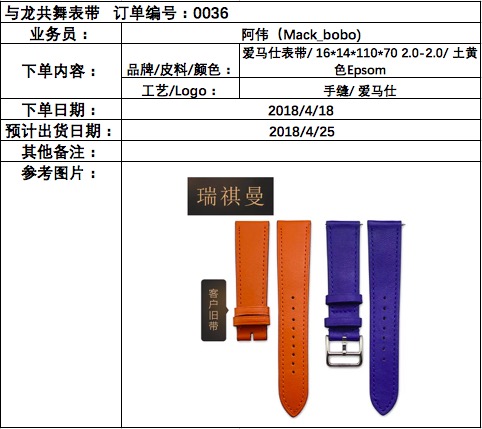 与龙共舞表带 订单编号：0036
业务员： 阿伟（Mack_bobo)
下单内容： 品牌/皮料/颜色： 爱马仕表带/ 16*14*110*70 2.0-2.0/ 土黄
色Epsom
工艺/Logo： 手缝/ 爱马仕
下单日期： 2018/4/18
预计出货日期： 2018/4/25
其他备注：
参考图片：
瑞祺曼
客户旧带